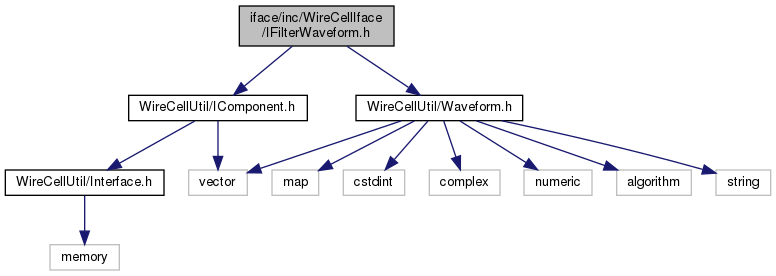 iface/inc/WireCellIface
/IFilterWaveform.h
WireCellUtil/IComponent.h
WireCellUtil/Waveform.h
WireCellUtil/Interface.h
vector
map
cstdint
complex
numeric
algorithm
string
memory